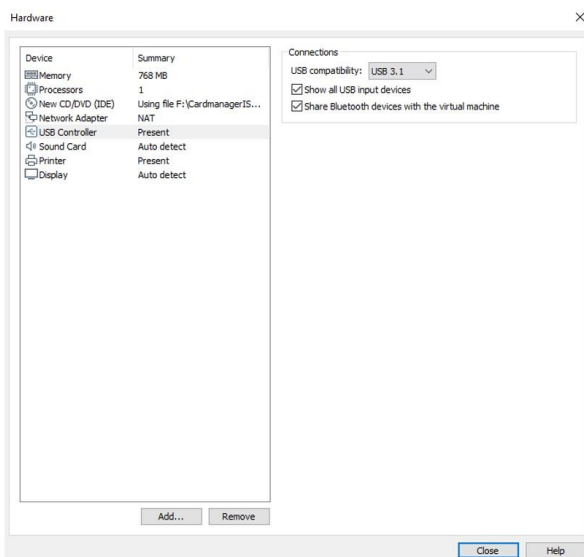 Hardware
Device Summary
Memory 768 MB
Processors 1
New CD/DVD (IDE) Using file F:\CardmanagerIS...
Network Adapter NAT
USB Controller Present
Sound Card Auto detect
Printer Present
Display Auto detect
Add... Remove
Connections
USB compatibility: USB 3.1
Show all USB input devices
Share Bluetooth devices with the virtual machine
Close Help